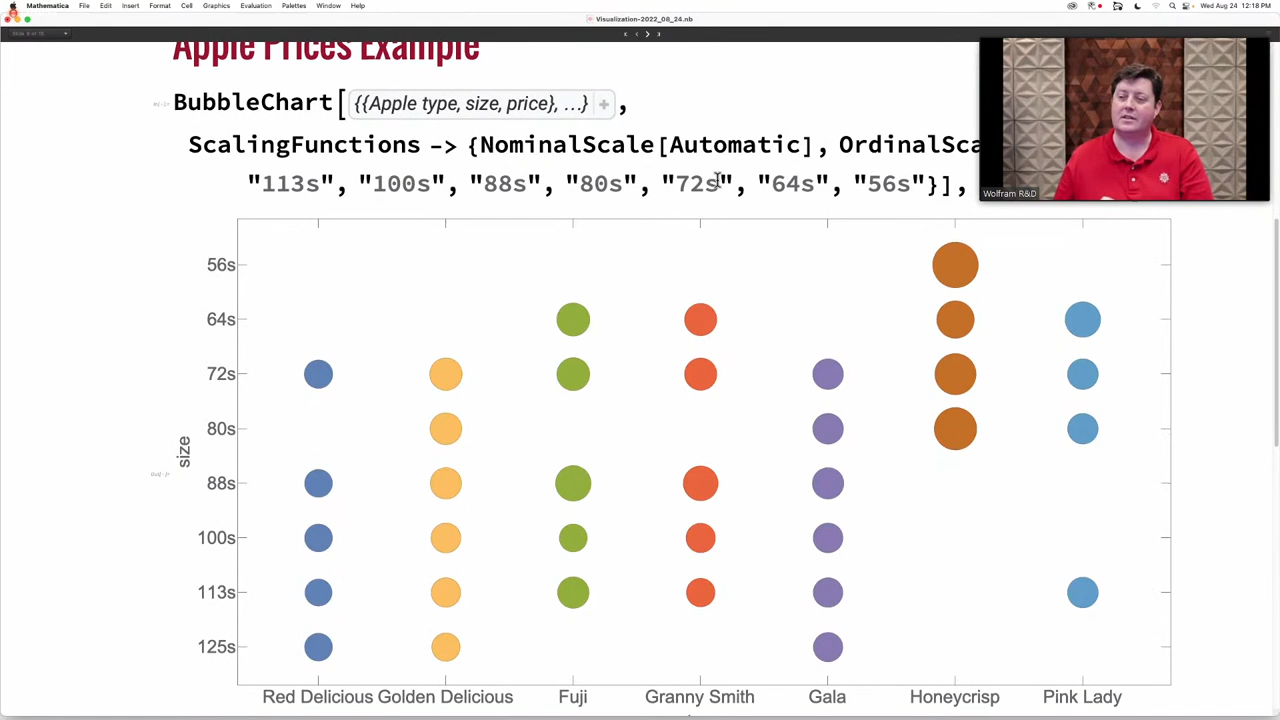 Mathematica File Edit Insert Format Cell Graphics Evaluation Palettes Window Help Wed Aug 24 12:18 PM
Visualization-2022_08_24.nb
Apple Prices Example
BubbleChart[ {{Apple type, size, price}, …} + ,
ScalingFunctions -> {NominalScale[Automatic], OrdinalSca
"113s", "100s", "88s", "80s", "72s", "64s", "56s"}],
Wolfram R&D
56s
64s
72s
80s
size
88s
100s
113s
125s
Red Delicious Golden Delicious Fuji Granny Smith Gala Honeycrisp Pink Lady